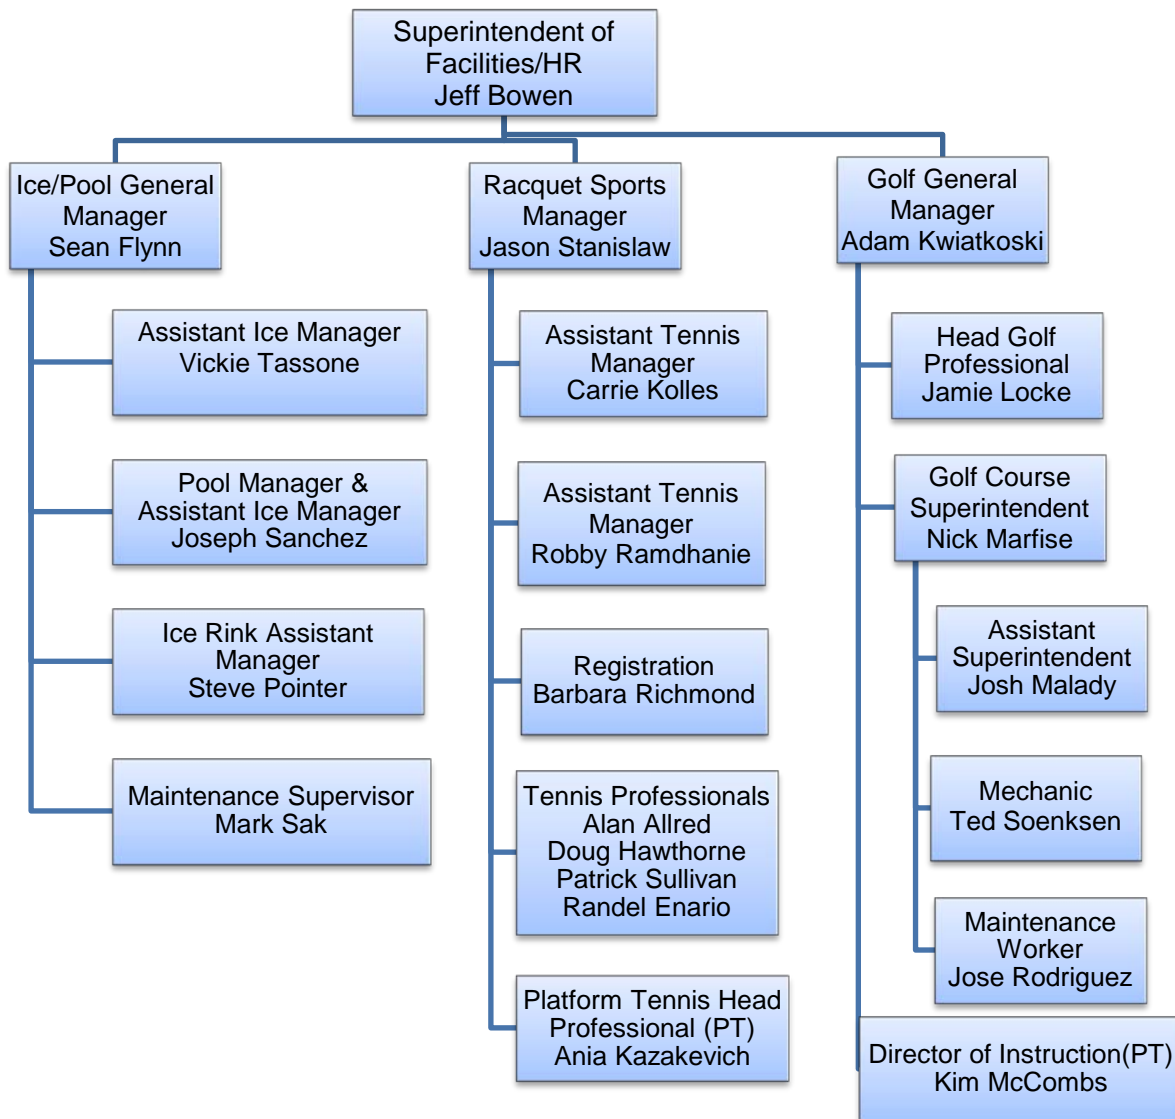 Superintendent of
Facilities/HR
Jeff Bowen
Ice/Pool General
Manager
Sean Flynn
Assistant Ice Manager
Vickie Tassone
Pool Manager &
Assistant Ice Manager
Joseph Sanchez
Ice Rink Assistant
Manager
Steve Pointer
Maintenance Supervisor
Mark Sak
Racquet Sports
Manager
Jason Stanislaw
Assistant Tennis
Manager
Carrie Kolles
Assistant Tennis
Manager
Robby Ramdhanie
Registration
Barbara Richmond
Tennis Professionals
Alan Allred
Doug Hawthorne
Patrick Sullivan
Randel Enario
Platform Tennis Head
Professional (PT)
Ania Kazakevich
Golf General
Manager
Adam Kwiatkoski
Head Golf
Professional
Jamie Locke
Golf Course
Superintendent
Nick Marfise
Assistant
Superintendent
Josh Malady
Mechanic
Ted Soenksen
Maintenance
Worker
Jose Rodriguez
Director of Instruction(PT)
Kim McCombs